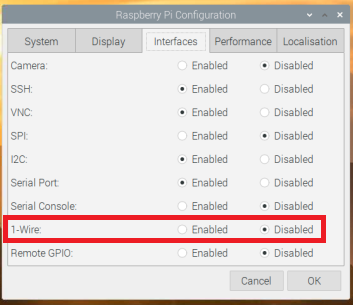 Raspberry Pi Configuration
System Display Interfaces Performance Localisation
Camera: Enabled Disabled
SSH: Enabled Disabled
VNC: Enabled Disabled
SPI: Enabled Disabled
I2C: Enabled Disabled
Serial Port: Enabled Disabled
Serial Console: Enabled Disabled
1-Wire: Enabled Disabled
Remote GPIO: Enabled Disabled
Cancel OK